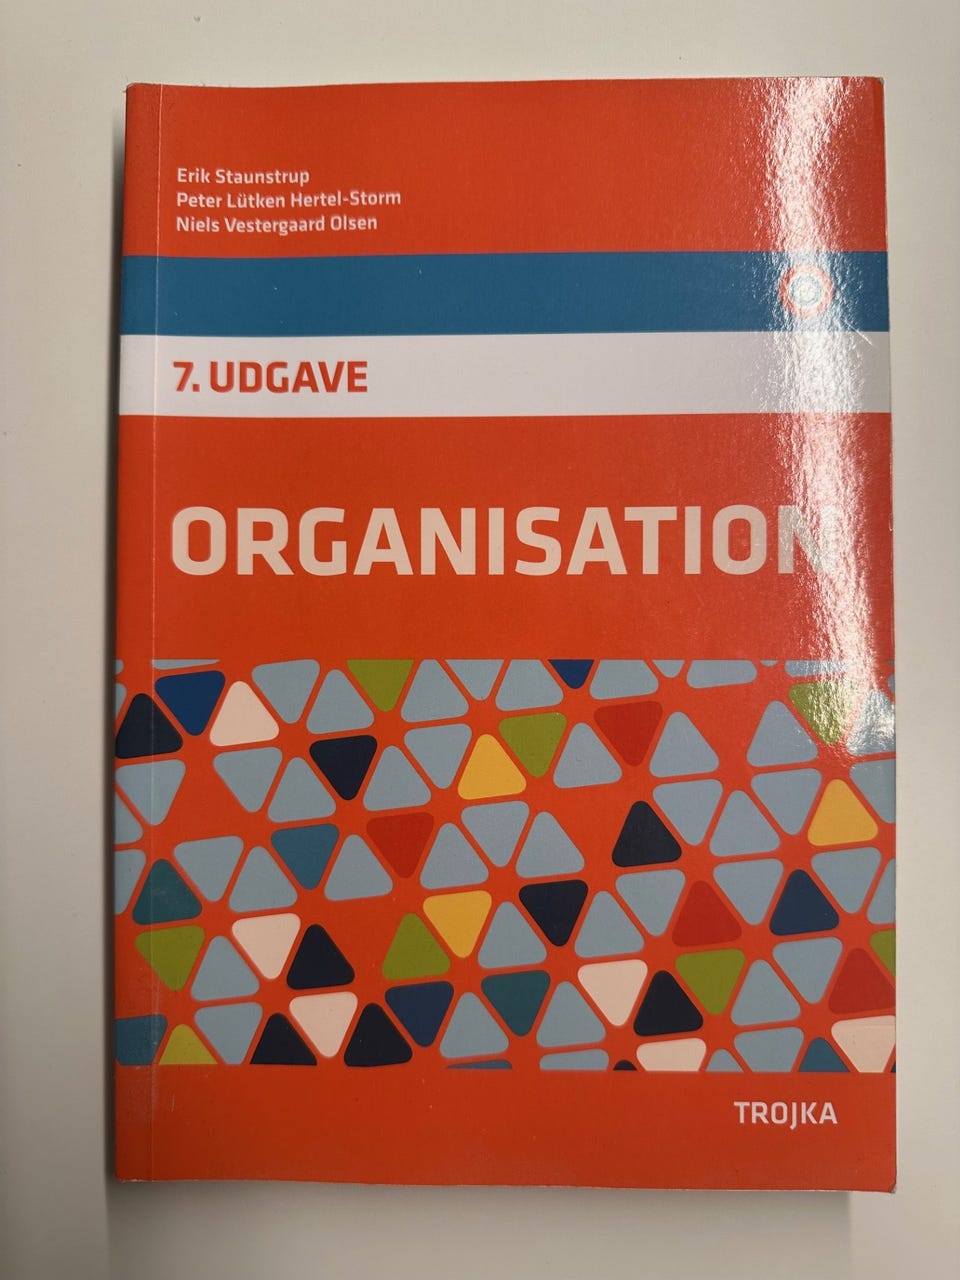 Erik Staunstrup
Peter Lütken Hertel-Storm
Niels Vestergaard Olsen
7. UDGAVE
ORGANISATION
TROJKA